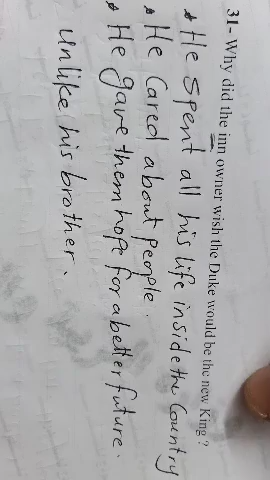 31- Why did the inn owner wish the Duke would be the new King?
* He spent all his life inside the Country
* He Cared about people.
* He gave them hope for a better future.
unlike his brother.